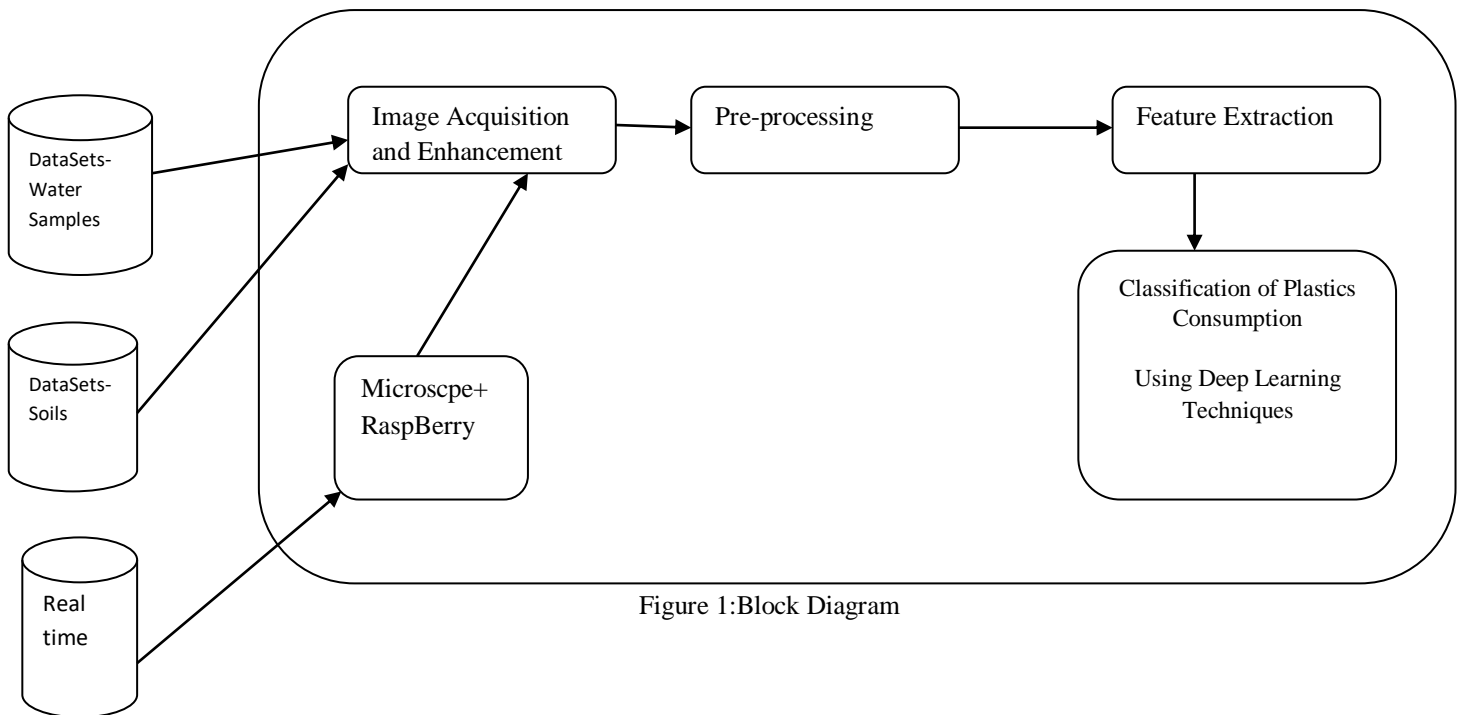 DataSets-
Water
Samples
Image Acquisition
and Enhancement
Pre-processing
Feature Extraction
DataSets-
Soils
Microscpe+
RaspBerry
Classification of Plastics
Consumption
Using Deep Learning
Techniques
Real
time
Figure 1:Block Diagram